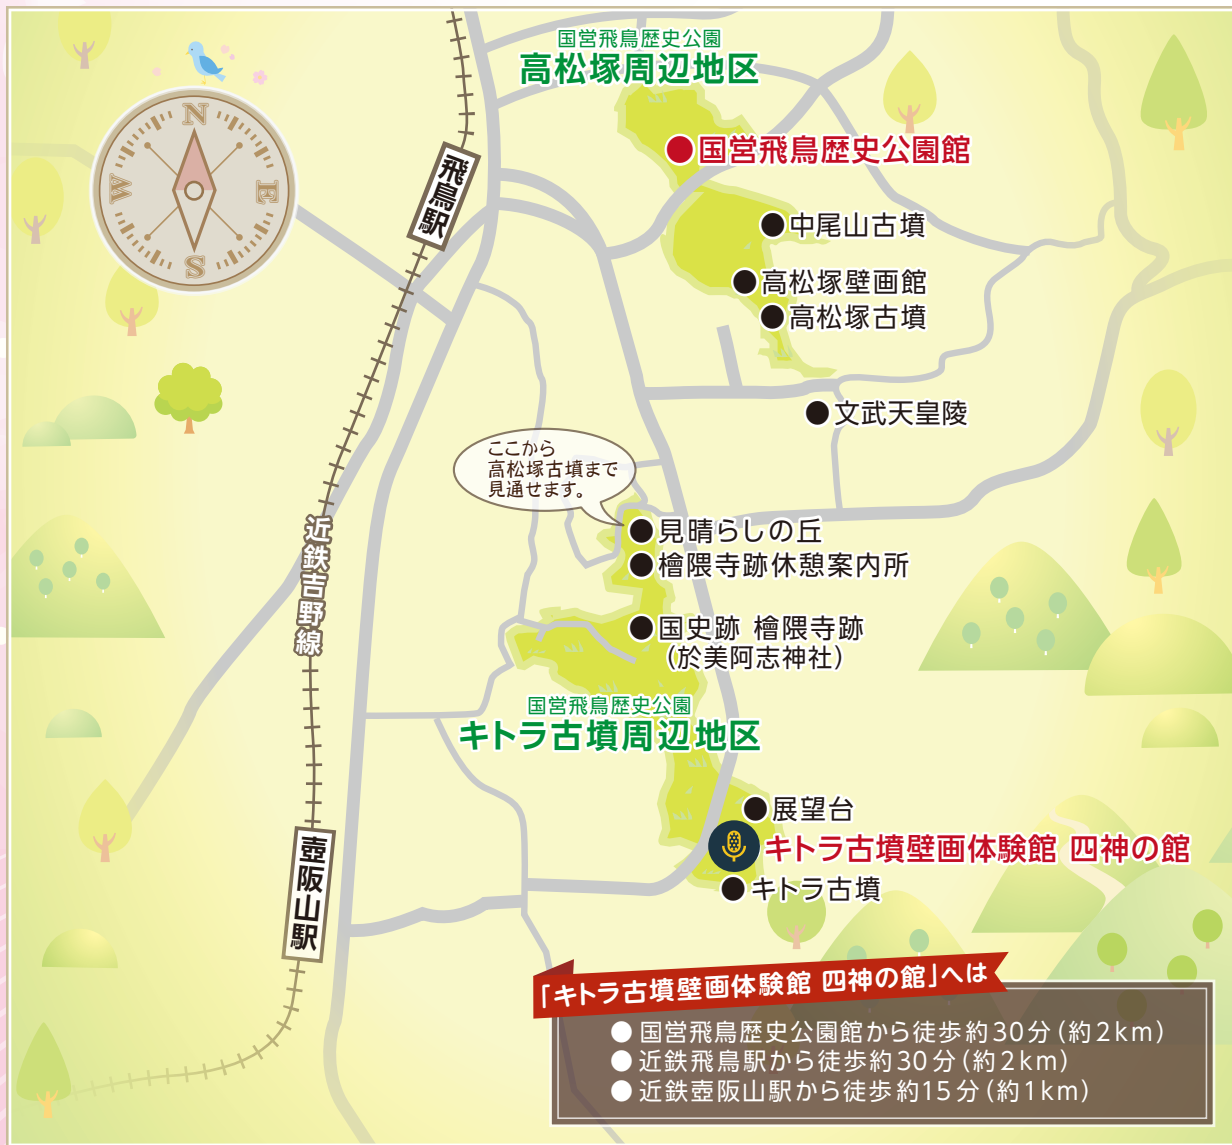 国営飛鳥歴史公園
高松塚周辺地区
N
E
S
W
国営飛鳥歴史公園館
飛鳥駅
中尾山古墳
高松塚壁画館
高松塚古墳
文武天皇陵
ここから
高松塚古墳まで
見通せます。
見晴らしの丘
檜隈寺跡休憩案内所
近鉄吉野線
国史跡 檜隈寺跡
（於美阿志神社）
国営飛鳥歴史公園
キトラ古墳周辺地区
展望台
キトラ古墳壁画体験館 四神の館
キトラ古墳
壺阪山駅
「キトラ古墳壁画体験館 四神の館」へは
●国営飛鳥歴史公園館から徒歩約30分（約2km）
●近鉄飛鳥駅から徒歩約30分（約2km）
●近鉄壺阪山駅から徒歩約15分（約1km）